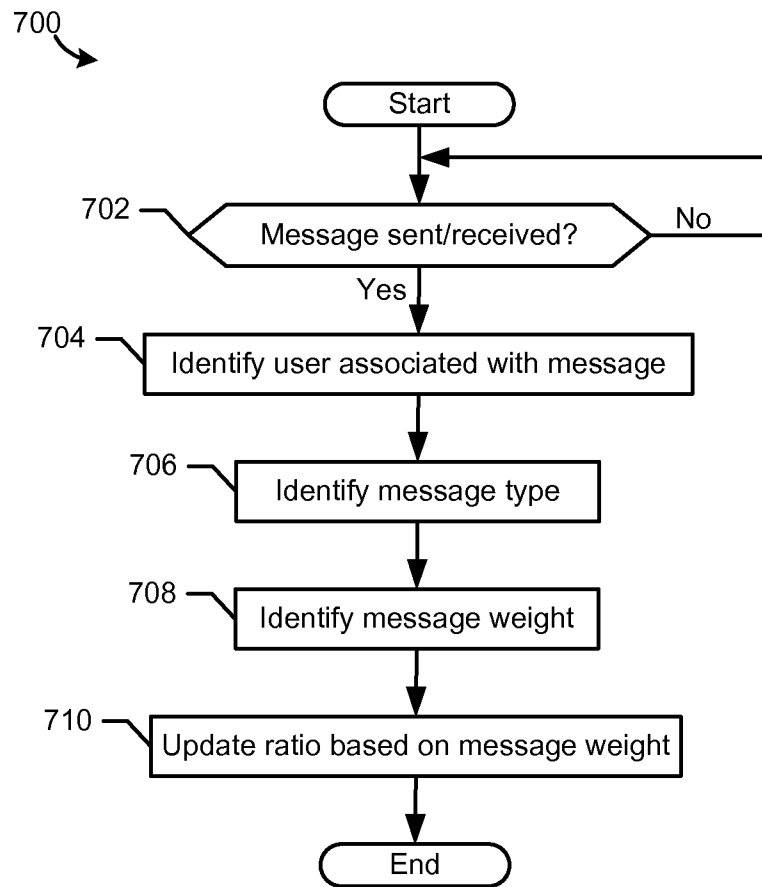 700
Start
702
Message sent/received?
No
Yes
704
Identify user associated with message
706
Identify message type
708
Identify message weight
710
Update ratio based on message weight
End